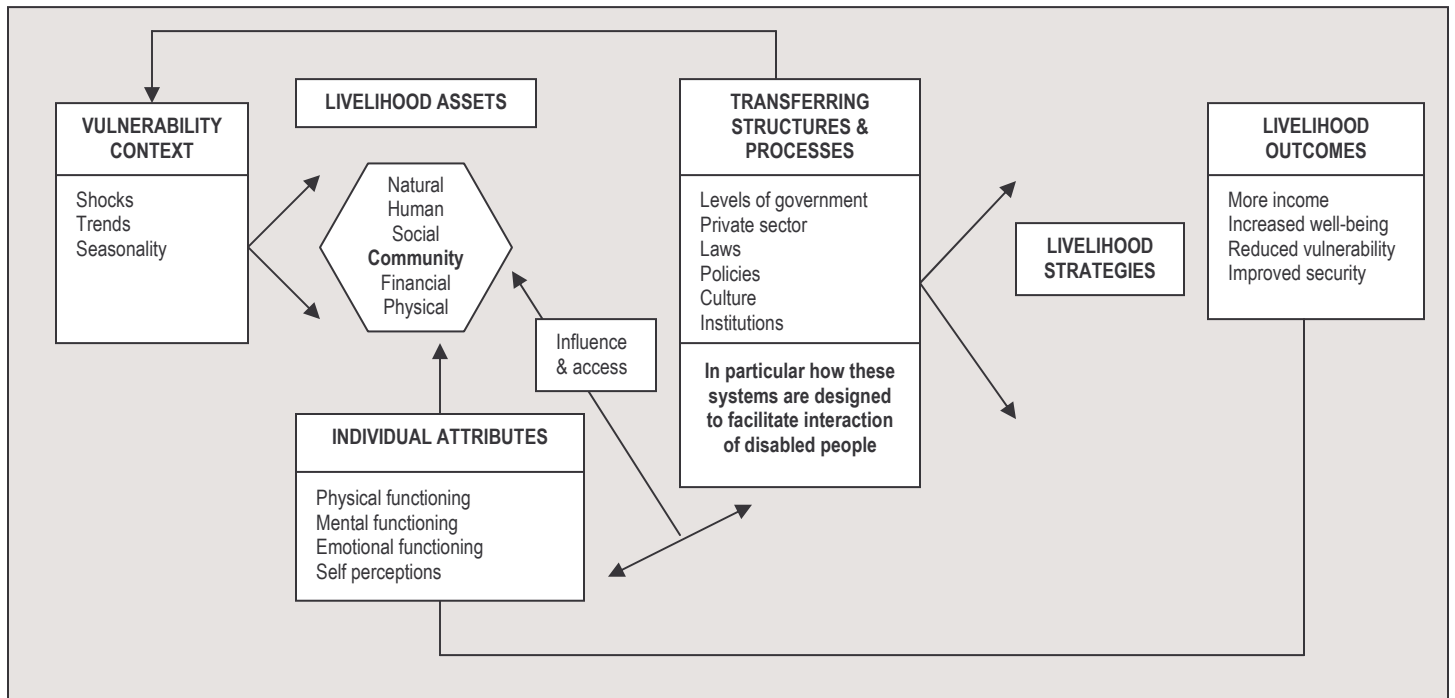 VULNERABILITY
CONTEXT
Shocks
Trends
Seasonality
LIVELIHOOD ASSETS
Natural
Human
Social
Community
Financial
Physical
Influence
& access
INDIVIDUAL ATTRIBUTES
Physical functioning
Mental functioning
Emotional functioning
Self perceptions
TRANSFERRING
STRUCTURES &
PROCESSES
Levels of government
Private sector
Laws
Policies
Culture
Institutions
In particular how these
systems are designed
to facilitate interaction
of disabled people
LIVELIHOOD
STRATEGIES
LIVELIHOOD
OUTCOMES
More income
Increased well-being
Reduced vulnerability
Improved security